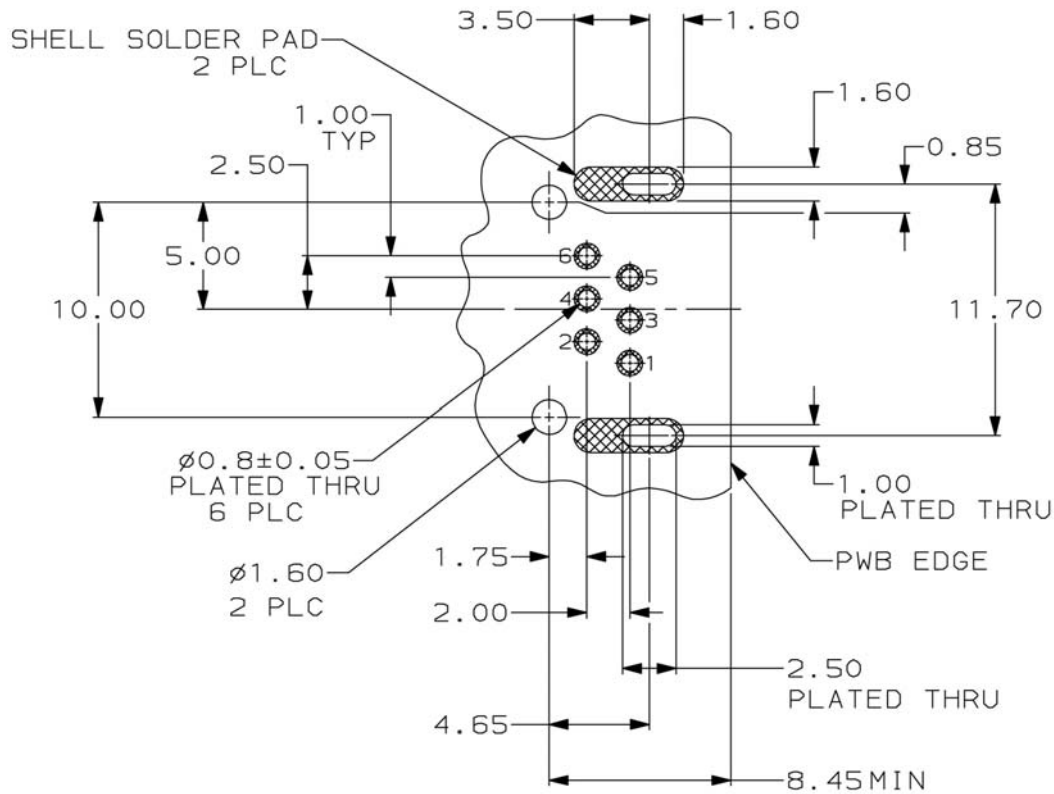 3.50
1.60
SHELL SOLDER PAD
2 PLC
1.60
1.00
TYP
0.85
2.50
5.00
6
5
4
10.00
11.70
3
2
1
ø0.8±0.05
PLATED THRU
6 PLC
1.00
PLATED THRU
1.75
PWB EDGE
ø1.60
2 PLC
2.00
2.50
PLATED THRU
4.65
8.45MIN